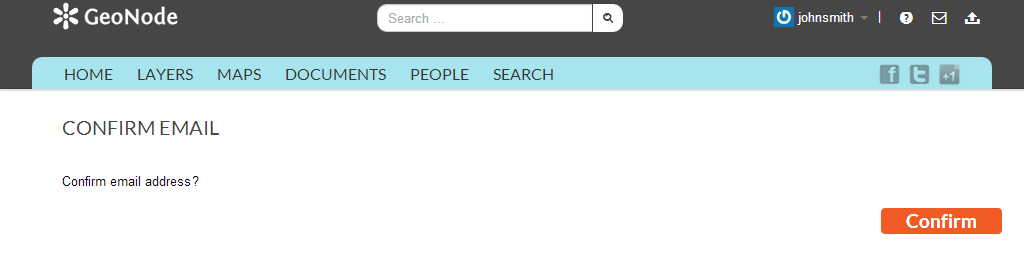 GeoNode
Search ...
johnsmith
HOME LAYERS MAPS DOCUMENTS PEOPLE SEARCH
f t +1
CONFIRM EMAIL
Confirm email address?
Confirm